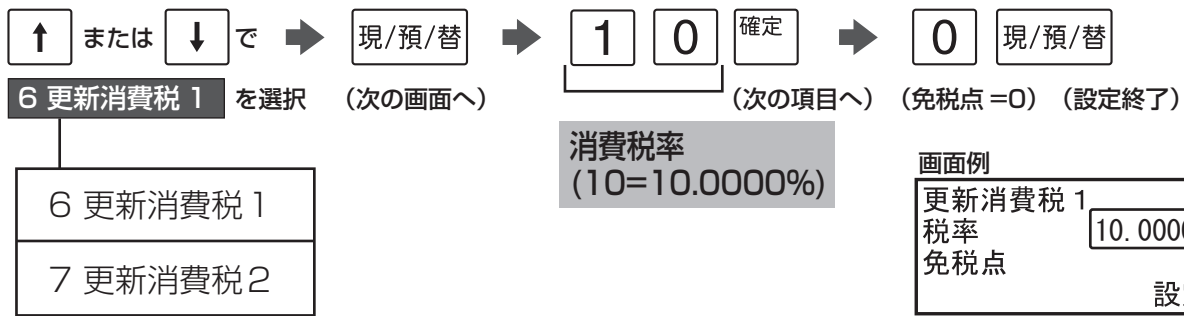 ↑ または ↓ で ➡ 現/預/替 ➡ 1 0 確定 ➡ 0 現/預/替
6 更新消費税 1 を選択 (次の画面へ) (次の項目へ) (免税点 =0) (設定終了)
消費税率
(10=10.0000%)
6 更新消費税1
7 更新消費税2
画面例
更新消費税 1
税率 10.0000
免税点